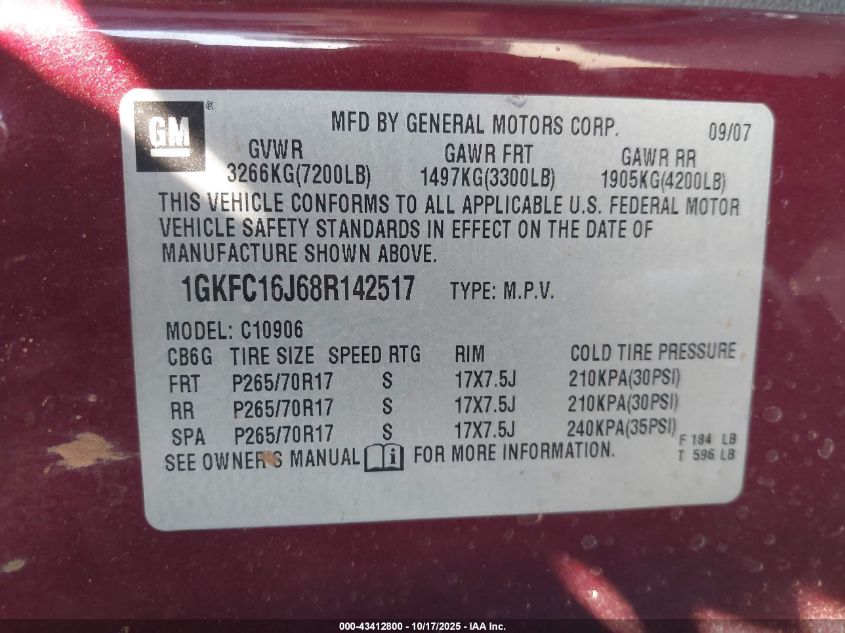 GM ® MFD BY GENERAL MOTORS CORP. 09/07
GVWR GAWR FRT GAWR RR
3266KG(7200LB) 1497KG(3300LB) 1905KG(4200LB)
THIS VEHICLE CONFORMS TO ALL APPLICABLE U.S. FEDERAL MOTOR
VEHICLE SAFETY STANDARDS IN EFFECT ON THE DATE OF
MANUFACTURE SHOWN ABOVE.
1GKFC16J68R142517 TYPE: M.P.V.
MODEL: C10906
CB6G TIRE SIZE SPEED RTG RIM COLD TIRE PRESSURE
FRT P265/70R17 S 17X7.5J 210KPA(30PSI)
RR P265/70R17 S 17X7.5J 210KPA(30PSI)
SPA P265/70R17 S 17X7.5J 240KPA(35PSI) F 184 LB
SEE OWNER'S MANUAL i FOR MORE INFORMATION. T 596 LB
000-43412800 - 10/17/2025 - IAA Inc.